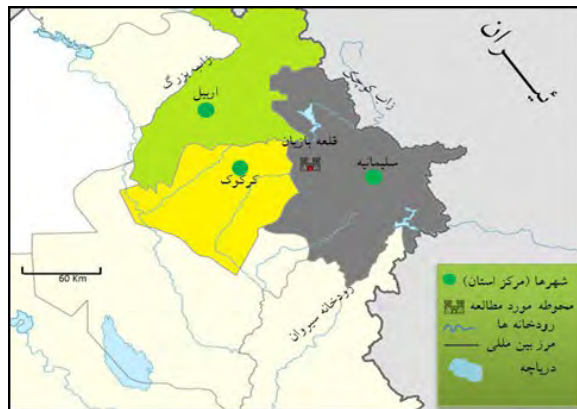 ایران
زاب بزرگ
زاب کوچک
اربیل
قلعه بازیان
کرکوک
سلیمانیه
60 Km
رودخانه سیروان
شهرها (مرکز استان)
محوطه مورد مطالعه
رودخانه ها
مرز بین مللی
دریاچه